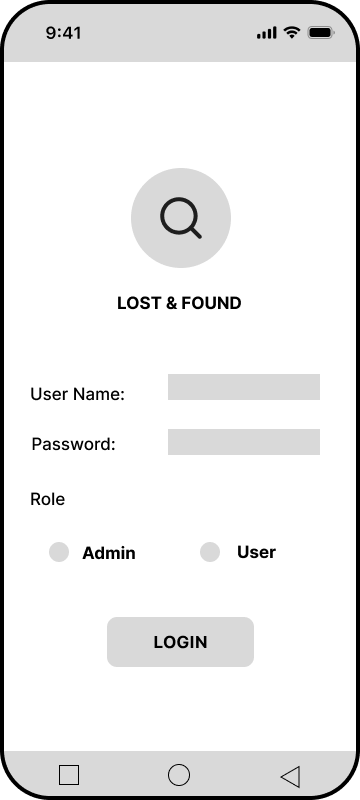 9:41
LOST & FOUND
User Name:
Password:
Role
Admin User
LOGIN